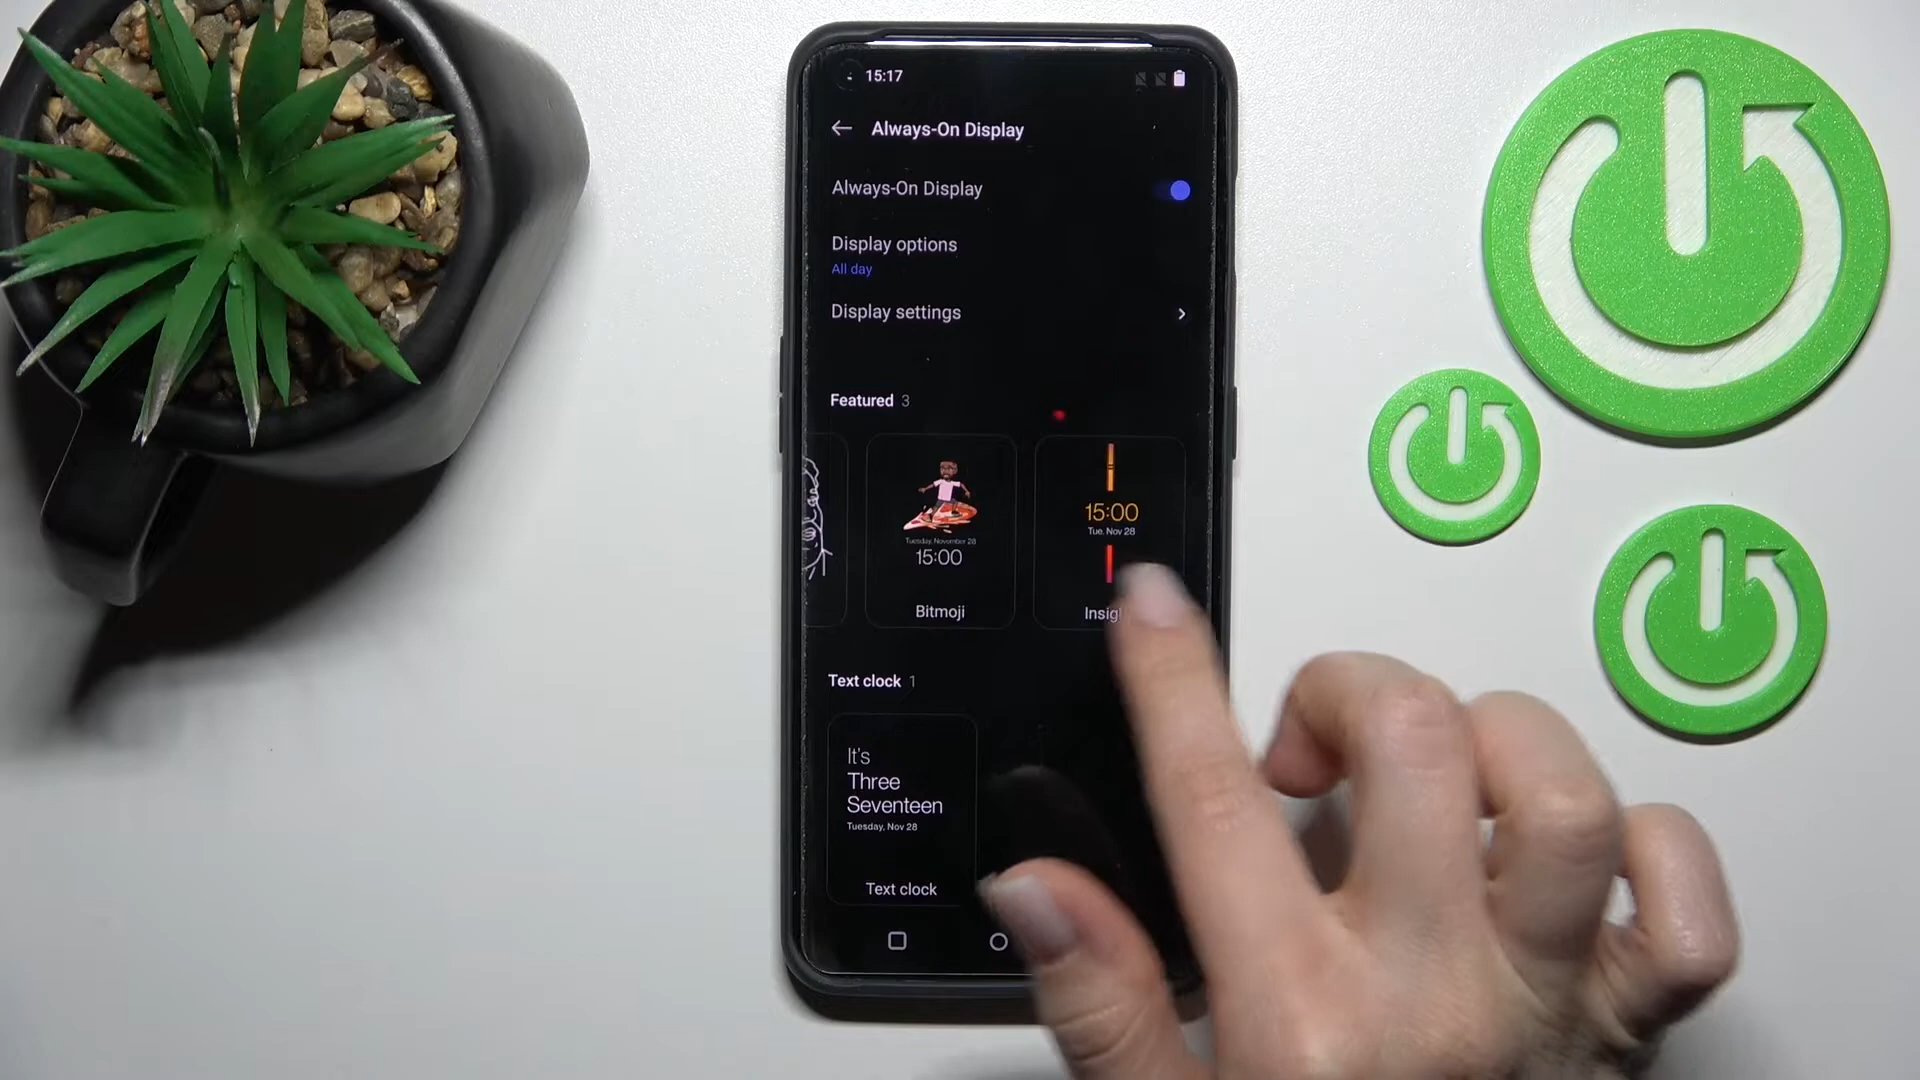 15:17
Always-On Display
Always-On Display
Display options
All day
Display settings
Featured 3
Tuesday, November 28
15:00
Bitmoji
15:00
Tue, Nov 28
Text clock 1
It's
Three
Seventeen
Tuesday, Nov 28
Text clock